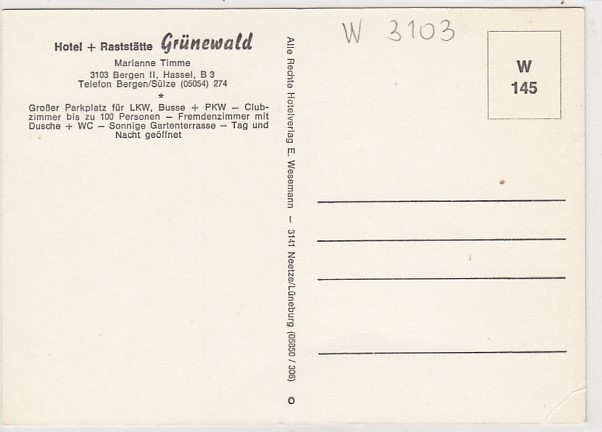 Hotel + Raststätte Grünewald
Marianne Timme
3103 Bergen II, Hassel, B 3
Telefon Bergen/Sülze (05054) 274
*
Großer Parkplatz für LKW, Busse + PKW — Club-
zimmer bis zu 100 Personen — Fremdenzimmer mit
Dusche + WC — Sonnige Gartenterrasse — Tag und
Nacht geöffnet
Alle Rechte Hotelverlag E. Wesemann — 3141 Neetze/Lüneburg (05850 / 306) O
W 3103
W
145